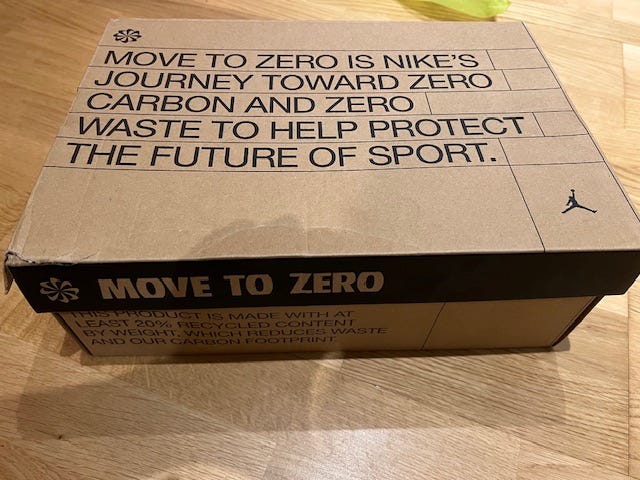 MOVE TO ZERO IS NIKE'S
JOURNEY TOWARD ZERO
CARBON AND ZERO
WASTE TO HELP PROTECT
THE FUTURE OF SPORT.
MOVE TO ZERO
THIS PRODUCT IS MADE WITH AT
LEAST 20% RECYCLED CONTENT
BY WEIGHT, WHICH REDUCES WASTE
AND OUR CARBON FOOTPRINT.